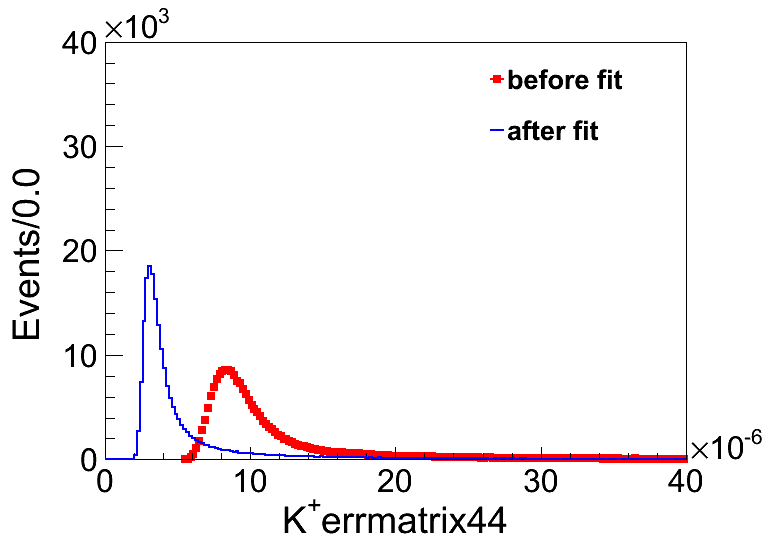 ×10³
40
30
20
10
0
Events/0.0
before fit
after fit
0 10 20 30 40
×10⁻⁶
K⁺errmatrix44